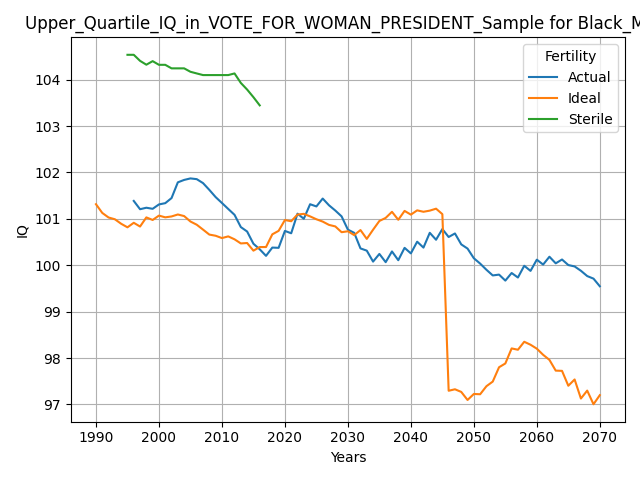 Upper_Quartile_IQ_in_VOTE_FOR_WOMAN_PRESIDENT_Sample for Black_M
Fertility
Actual
Ideal
Sterile
104
103
102
101
100
99
98
97
IQ
1990 2000 2010 2020 2030 2040 2050 2060 2070
Years